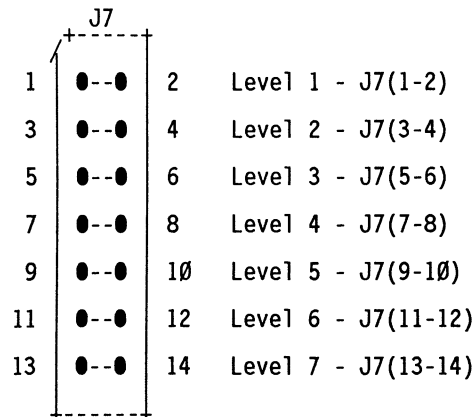 J7
1 2 Level 1 - J7(1-2)
3 4 Level 2 - J7(3-4)
5 6 Level 3 - J7(5-6)
7 8 Level 4 - J7(7-8)
9 1Ø Level 5 - J7(9-1Ø)
11 12 Level 6 - J7(11-12)
13 14 Level 7 - J7(13-14)